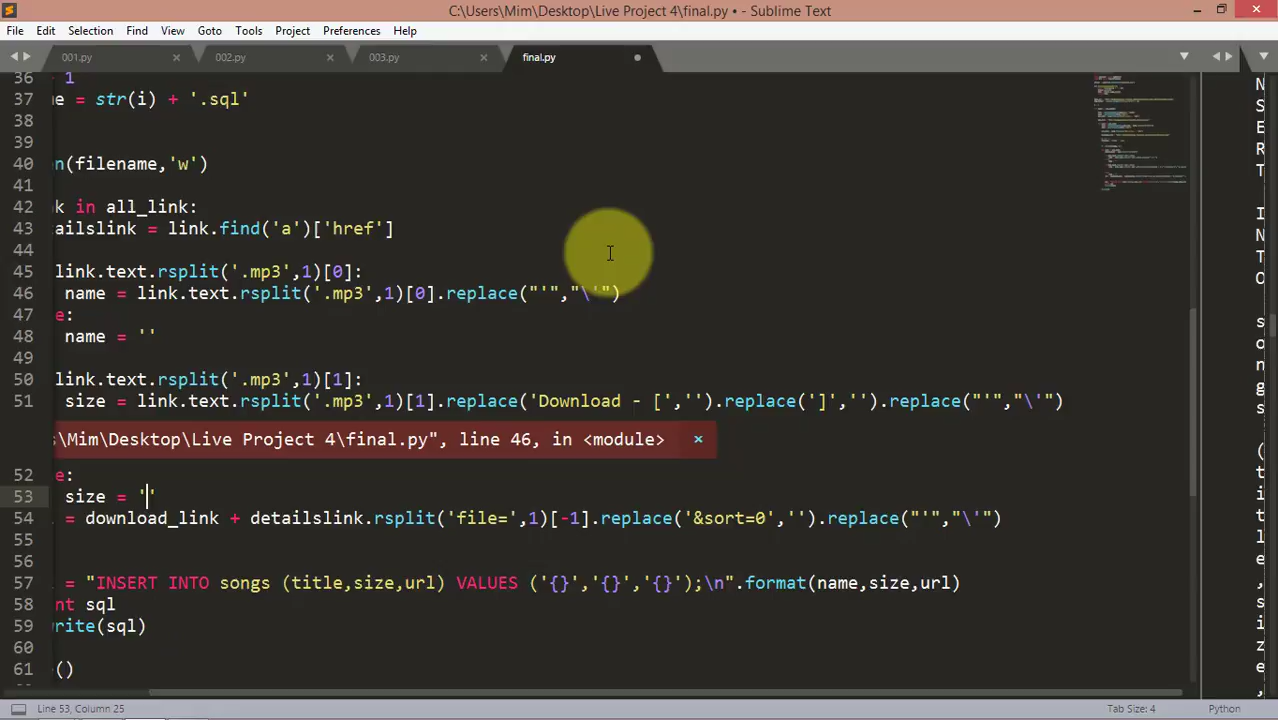 C:\Users\Mim\Desktop\Live Project 4\final.py • - Sublime Text
File Edit Selection Find View Goto Tools Project Preferences Help
001.py 002.py 003.py final.py
36 1
37 e = str(i) + '.sql'
38
39
40 n(filename,'w')
41
42 k in all_link:
43 tailslink = link.find('a')['href']
44
45 link.text.rsplit('.mp3',1)[0]:
46 name = link.text.rsplit('.mp3',1)[0].replace("'","\'")
47 e:
48 name = ''
49
50 link.text.rsplit('.mp3',1)[1]:
51 size = link.text.rsplit('.mp3',1)[1].replace('Download - [','').replace(']','').replace("'","\'")
s\Mim\Desktop\Live Project 4\final.py", line 46, in <module> ×
52 e:
53 size = ''
54 = download_link + detailslink.rsplit('file=',1)[-1].replace('&sort=0','').replace("'","\'")
55
56
57 = "INSERT INTO songs (title,size,url) VALUES ('{}','{}','{}');\n".format(name,size,url)
58 nt sql
59 write(sql)
60
61 ()
N
S
E
R
T
I
N
T
O
s
o
n
g
s
(
t
i
t
l
e
,
s
i
z
e
,
Line 53, Column 25 Tab Size: 4 Python